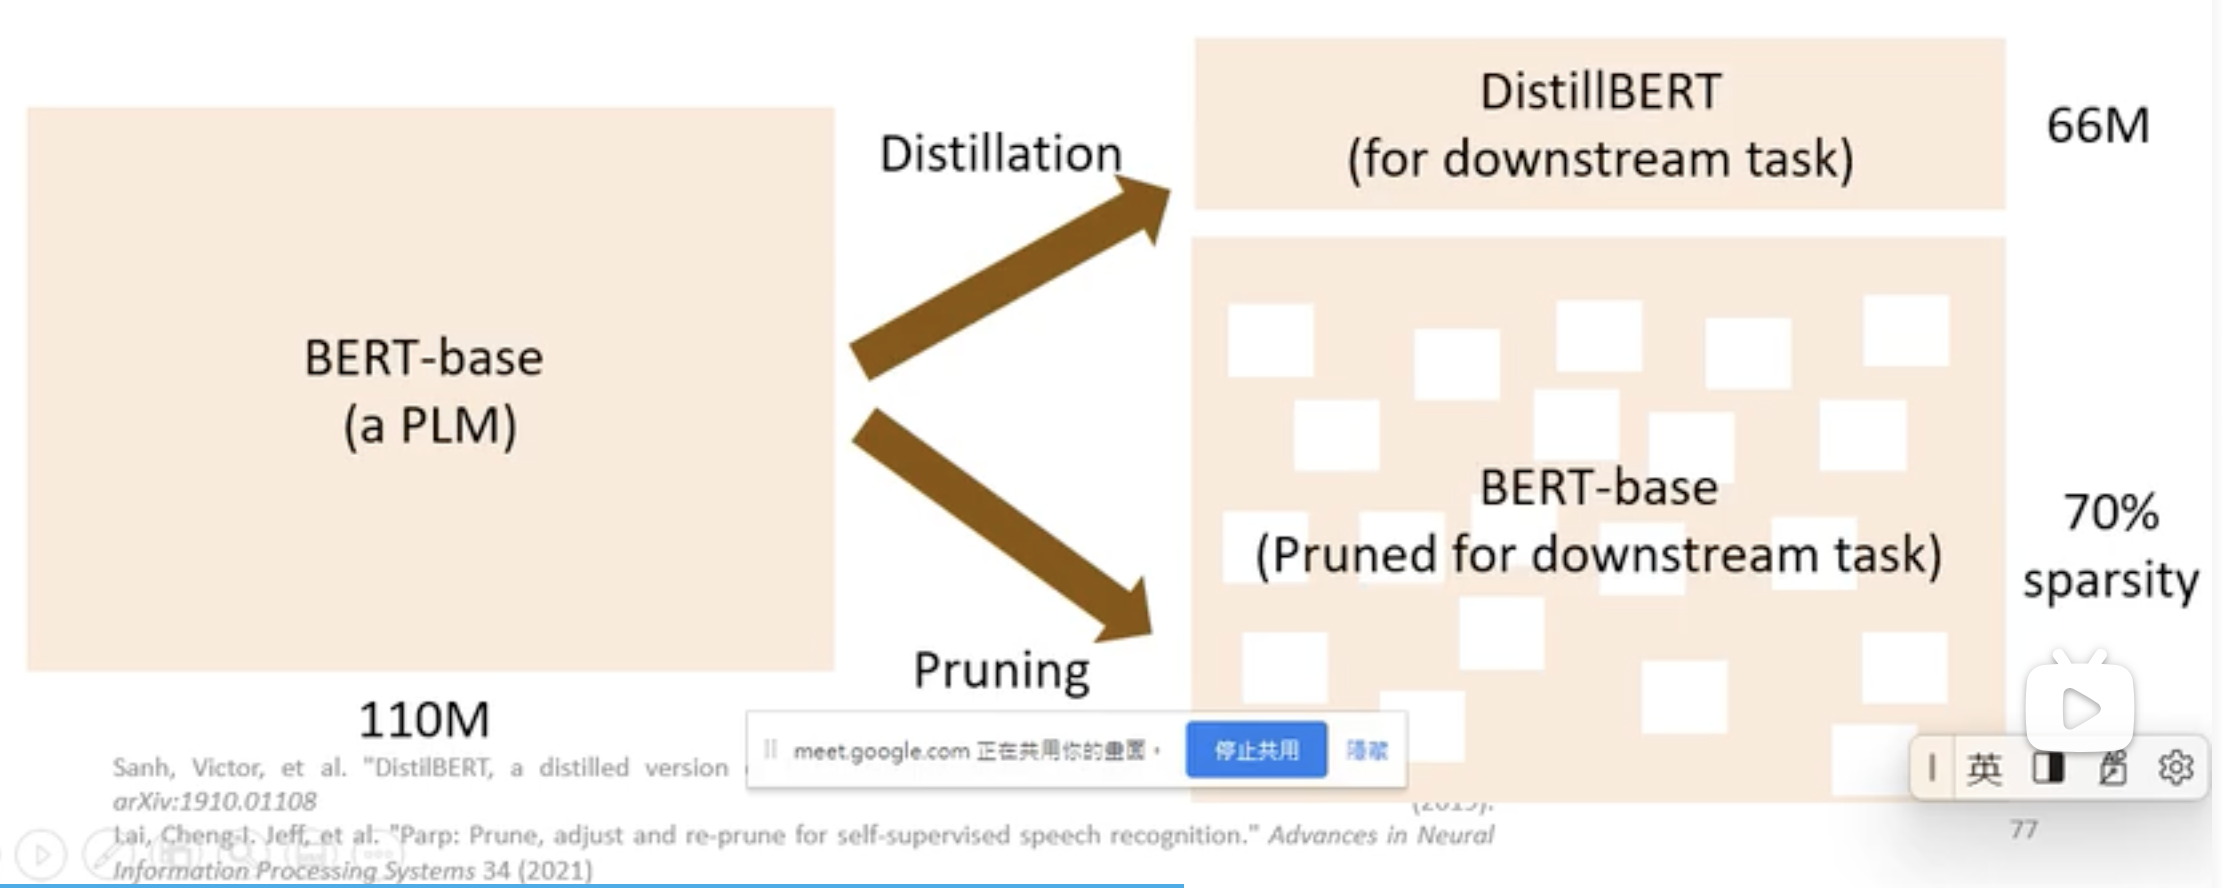 DistillBERT
(for downstream task)
66M
Distillation
BERT-base
(a PLM)
110M
Pruning
BERT-base
(Pruned for downstream task)
70%
sparsity
meet.google.com 正在共用你的畫面。
停止共用
隱藏
英
Sanh, Victor, et al. "DistilBERT, a distilled version
arXiv:1910.01108
(2019).
Lai, Cheng-I. Jeff, et al. "Parp: Prune, adjust and re-prune for self-supervised speech recognition." Advances in Neural
Information Processing Systems 34 (2021)
77